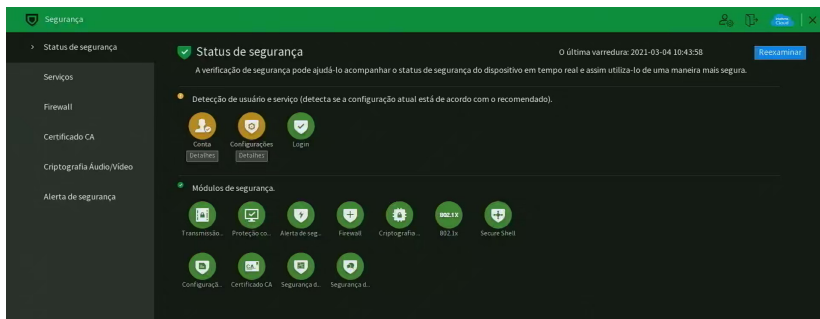 Segurança
Status de segurança
Serviços
Firewall
Certificado CA
Criptografia Áudio/Vídeo
Alerta de segurança
Status de segurança
O última varredura: 2021-03-04 10:43:58
Reexaminar
A verificação de segurança pode ajudá-lo acompanhar o status de segurança do dispositivo em tempo real e assim utiliza-lo de uma maneira mais segura.
Detecção de usuário e serviço (detecta se a configuração atual está de acordo com o recomendado).
Conta Configurações Login
Detalhes Detalhes
Módulos de segurança.
802.1X
Transmissão.. Proteção co.. Alerta de seg.. Firewall Criptografia .. 802.1x Secure Shell
CA
Configuraçã.. Certificado CA Segurança d.. Segurança d..